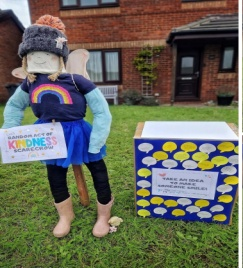 RANDOM ACT OF
KINDNESS
SCARECROW
TAKE AN IDEA
TO MAKE
SOMEONE SMILE!